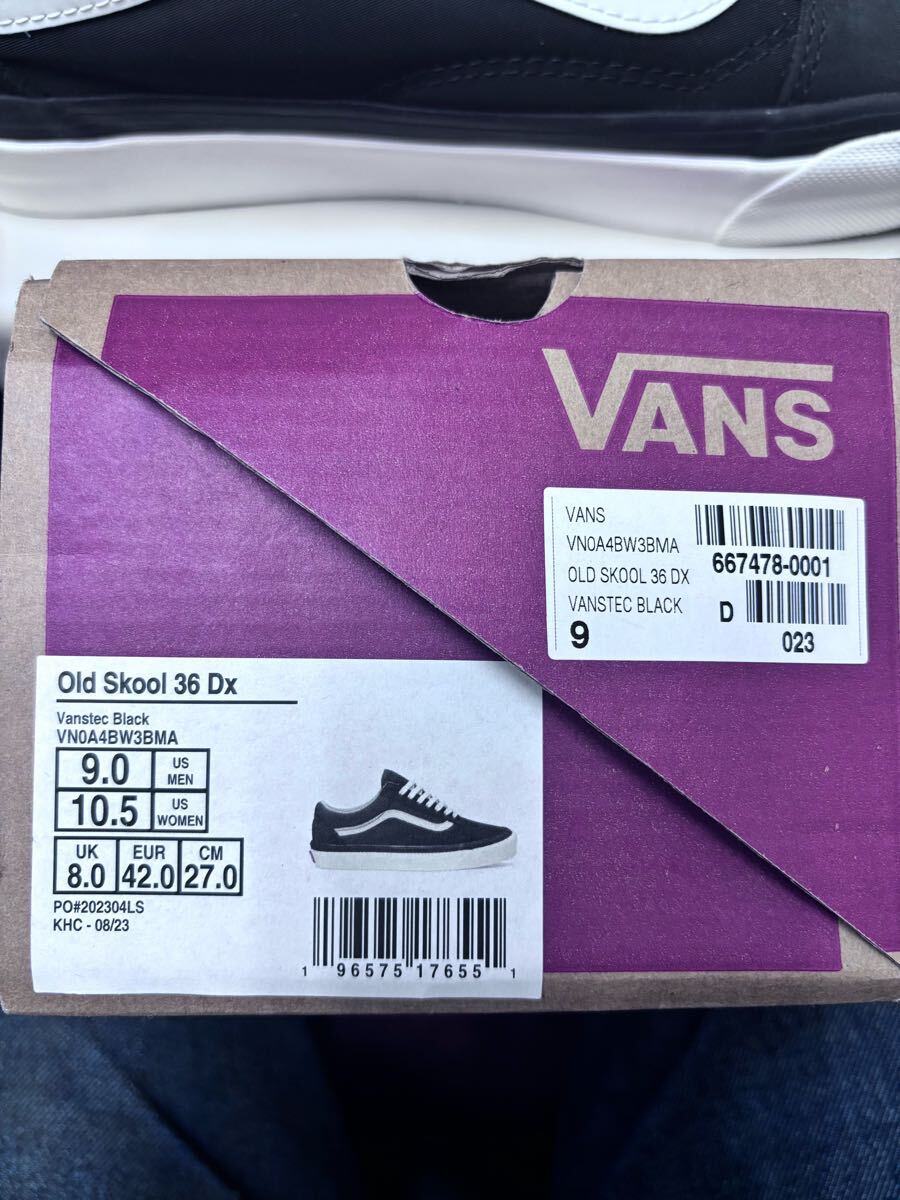 VANS
VANS
VN0A4BW3BMA
OLD SKOOL 36 DX
VANSTEC BLACK
9
667478-0001
D
023
Old Skool 36 Dx
Vanstec Black
VN0A4BW3BMA
9.0 US MEN
10.5 US WOMEN
UK EUR CM
8.0 42.0 27.0
PO#202304LS
KHC - 08/23
1 96575 17655 1